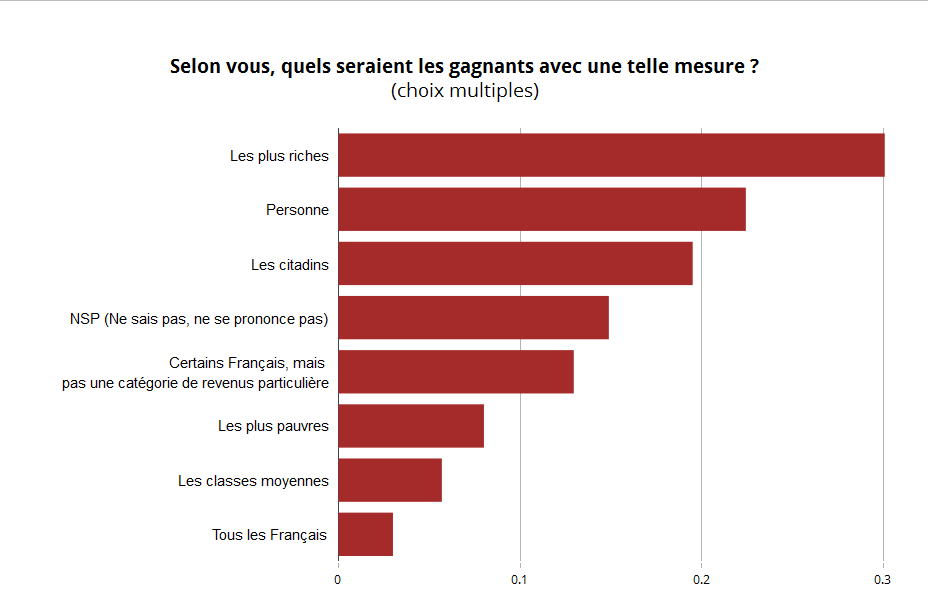 Selon vous, quels seraient les gagnants avec une telle mesure ?
(choix multiples)
Les plus riches
Personne
Les citadins
NSP (Ne sais pas, ne se prononce pas)
Certains Français, mais
pas une catégorie de revenus particulière
Les plus pauvres
Les classes moyennes
Tous les Français
0 0.1 0.2 0.3